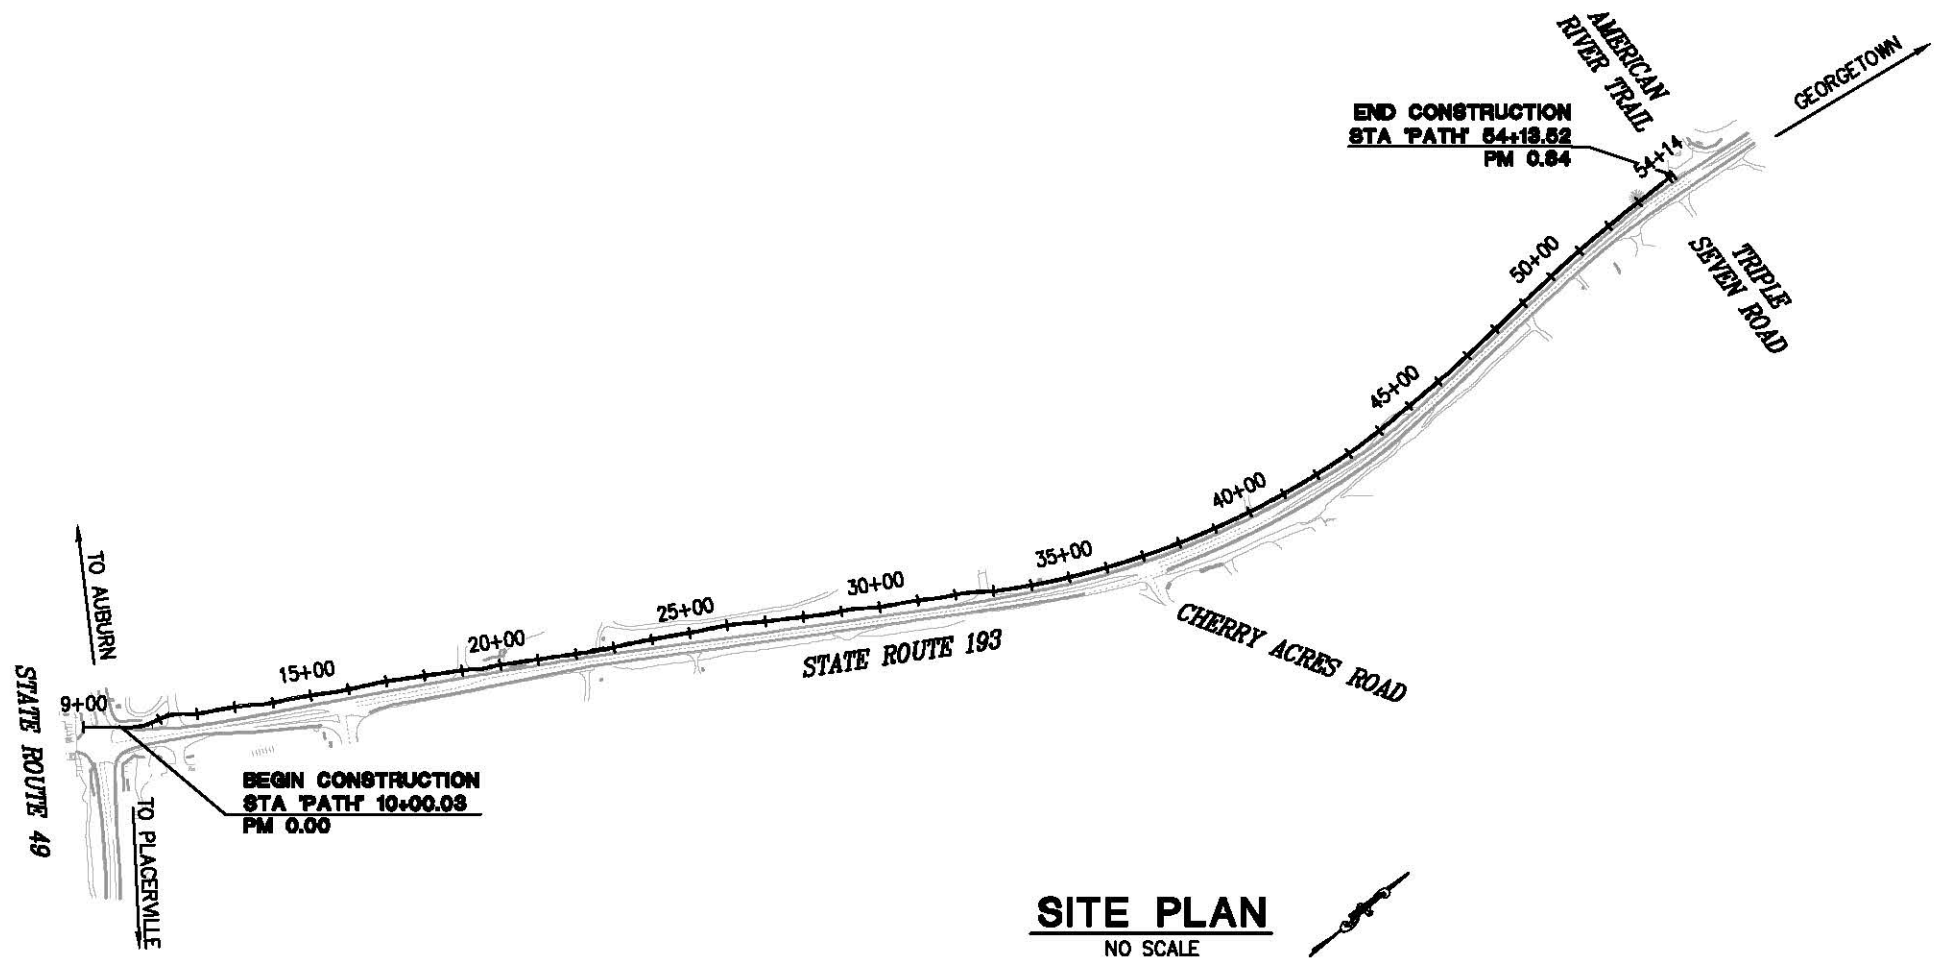 AMERICAN
RIVER TRAIL
GEORGETOWN
END CONSTRUCTION
STA 'PATH' 54+13.52
PM 0.84
54+14
TRIPLE
SEVEN ROAD
50+00
45+00
40+00
35+00
30+00
25+00
20+00
15+00
9+00
TO AUBURN
STATE ROUTE 193
CHERRY ACRES ROAD
STATE ROUTE 49
BEGIN CONSTRUCTION
STA 'PATH' 10+00.03
PM 0.00
TO PLACERVILLE
SITE PLAN
NO SCALE